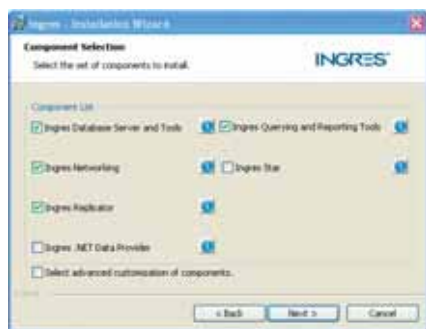 Ingres - Installation Wizard
Component Selection
Select the set of components to install.
INGRES
Component List
Ingres Database Server and Tools
Ingres Querying and Reporting Tools
Ingres Networking
Ingres Star
Ingres Replicator
Ingres .NET Data Provider
Select advanced customization of components.
< Back
Next >
Cancel